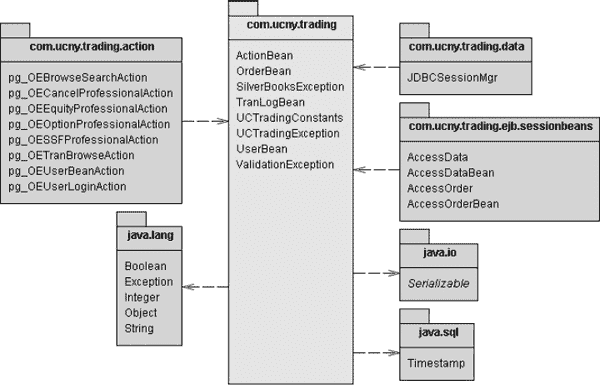 com.ucny.trading.action
pg_OEBrowseSearchAction
pg_OECancelProfessionalAction
pg_OEEquityProfessionalAction
pg_OEOptionProfessionalAction
pg_OESSFProfessionalAction
pg_OETranBrowseAction
pg_OEUserBeanAction
pg_OEUserLoginAction
java.lang
Boolean
Exception
Integer
Object
String
com.ucny.trading
ActionBean
OrderBean
SilverBooksException
TranLogBean
UCTradingConstants
UCTradingException
UserBean
ValidationException
com.ucny.trading.data
JDBCSessionMgr
com.ucny.trading.ejb.sessionbeans
AccessData
AccessDataBean
AccessOrder
AccessOrderBean
java.io
Serializable
java.sql
Timestamp